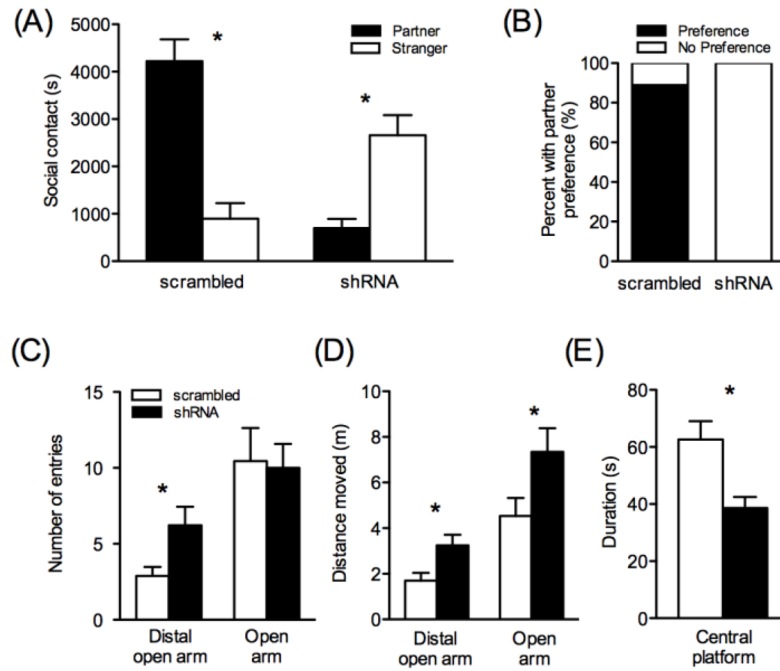 (A)
*
Partner
Stranger
*
Social contact (s)
5000
4000
3000
2000
1000
0
scrambled
shRNA
(B)
Preference
No Preference
Percent with partner
preference (%)
100
80
60
40
20
0
scrambled shRNA
(C)
scrambled
shRNA
Number of entries
15
10
5
0
*
Distal
open arm
Open
arm
(D)
Distance moved (m)
10
8
6
4
2
0
*
*
Distal
open arm
Open
arm
(E)
Duration (s)
80
60
40
20
0
*
Central
platform